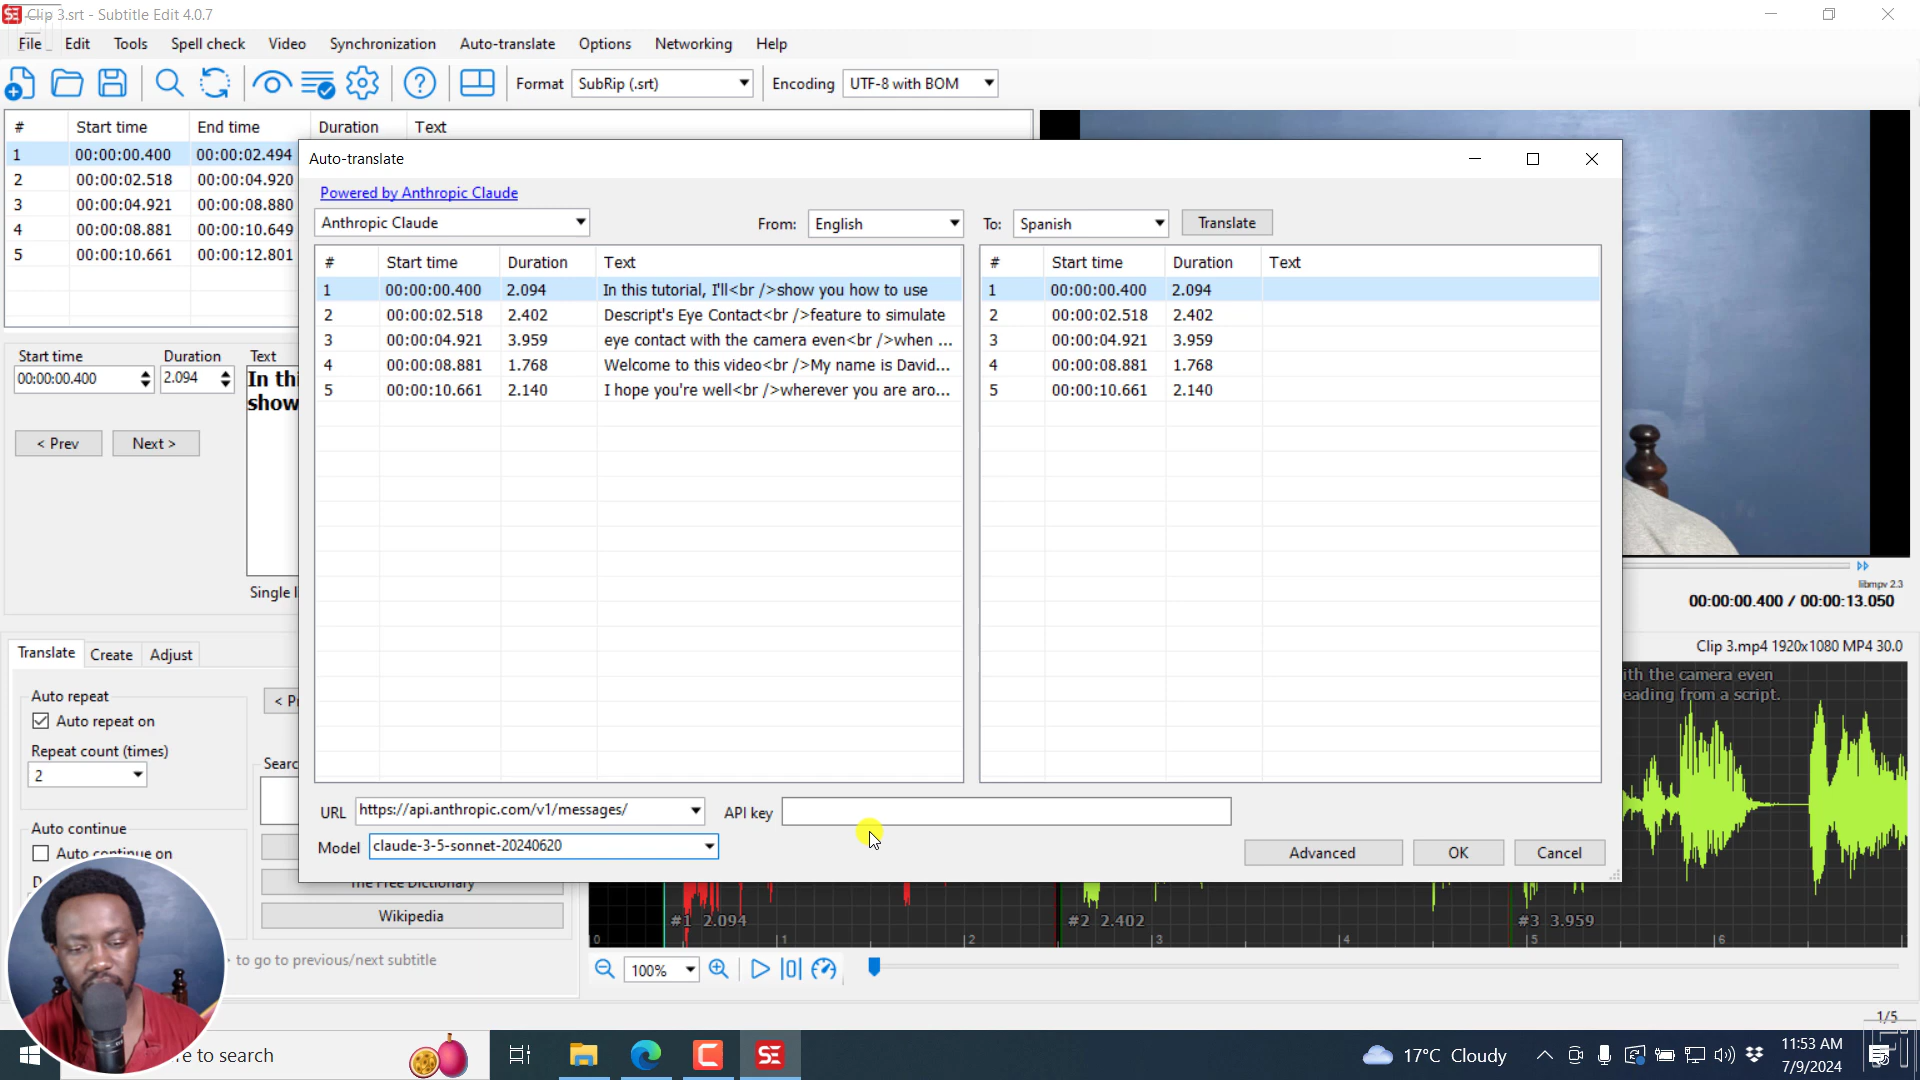 Clip 3.srt - Subtitle Edit 4.0.7
File Edit Tools Spell check Video Synchronization Auto-translate Options Networking Help
Format SubRip (.srt) Encoding UTF-8 with BOM
# Start time End time Duration Text
1 00:00:00.400 00:00:02.494
2 00:00:02.518 00:00:04.920
3 00:00:04.921 00:00:08.880
4 00:00:08.881 00:00:10.649
5 00:00:10.661 00:00:12.801
Start time Duration Text
00:00:00.400 2.094
In thi
show
< Prev Next >
Single l
Auto-translate
Powered by Anthropic Claude
Anthropic Claude From: English To: Spanish Translate
# Start time Duration Text
1 00:00:00.400 2.094 In this tutorial, I'll<br />show you how to use
2 00:00:02.518 2.402 Descript's Eye Contact<br />feature to simulate
3 00:00:04.921 3.959 eye contact with the camera even<br />when ...
4 00:00:08.881 1.768 Welcome to this video<br />My name is David...
5 00:00:10.661 2.140 I hope you're well<br />wherever you are aro...
# Start time Duration Text
1 00:00:00.400 2.094
2 00:00:02.518 2.402
3 00:00:04.921 3.959
4 00:00:08.881 1.768
5 00:00:10.661 2.140
URL https://api.anthropic.com/v1/messages/ API key
Model claude-3-5-sonnet-20240620
Advanced OK Cancel
libmpv 2.3
00:00:00.400 / 00:00:13.050
Clip 3.mp4 1920x1080 MP4 30.0
ith the camera even
eading from a script.
Translate Create Adjust
Auto repeat
Auto repeat on
Repeat count (times)
2
Auto continue
Auto continue on
D
< Pr
Searc
The Free Dictionary
Wikipedia
to go to previous/next subtitle
#1 2.094 #2 2.402 #3 3.959
0 1 2 3 4 5 6
100%
1/5
re to search
SE
17°C Cloudy
11:53 AM
7/9/2024